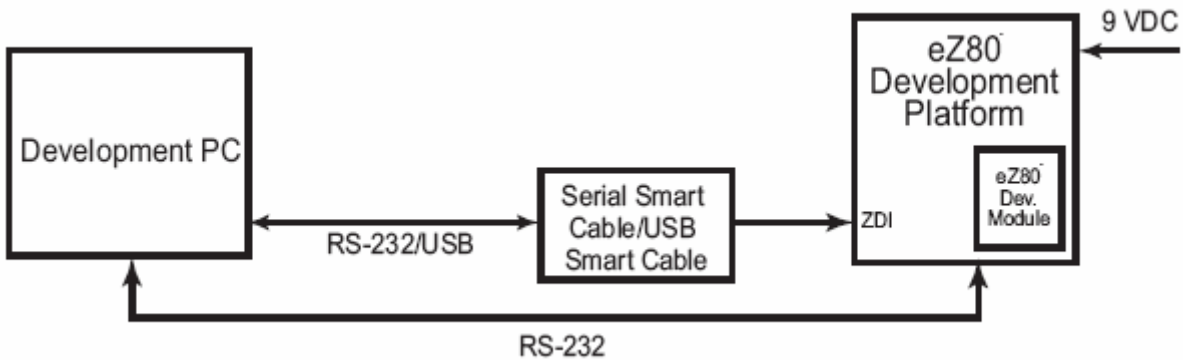 9 VDC
eZ80¯
Development
Platform
Development PC
eZ80¯
Dev.
Module
Serial Smart
Cable/USB
Smart Cable
ZDI
RS-232/USB
RS-232